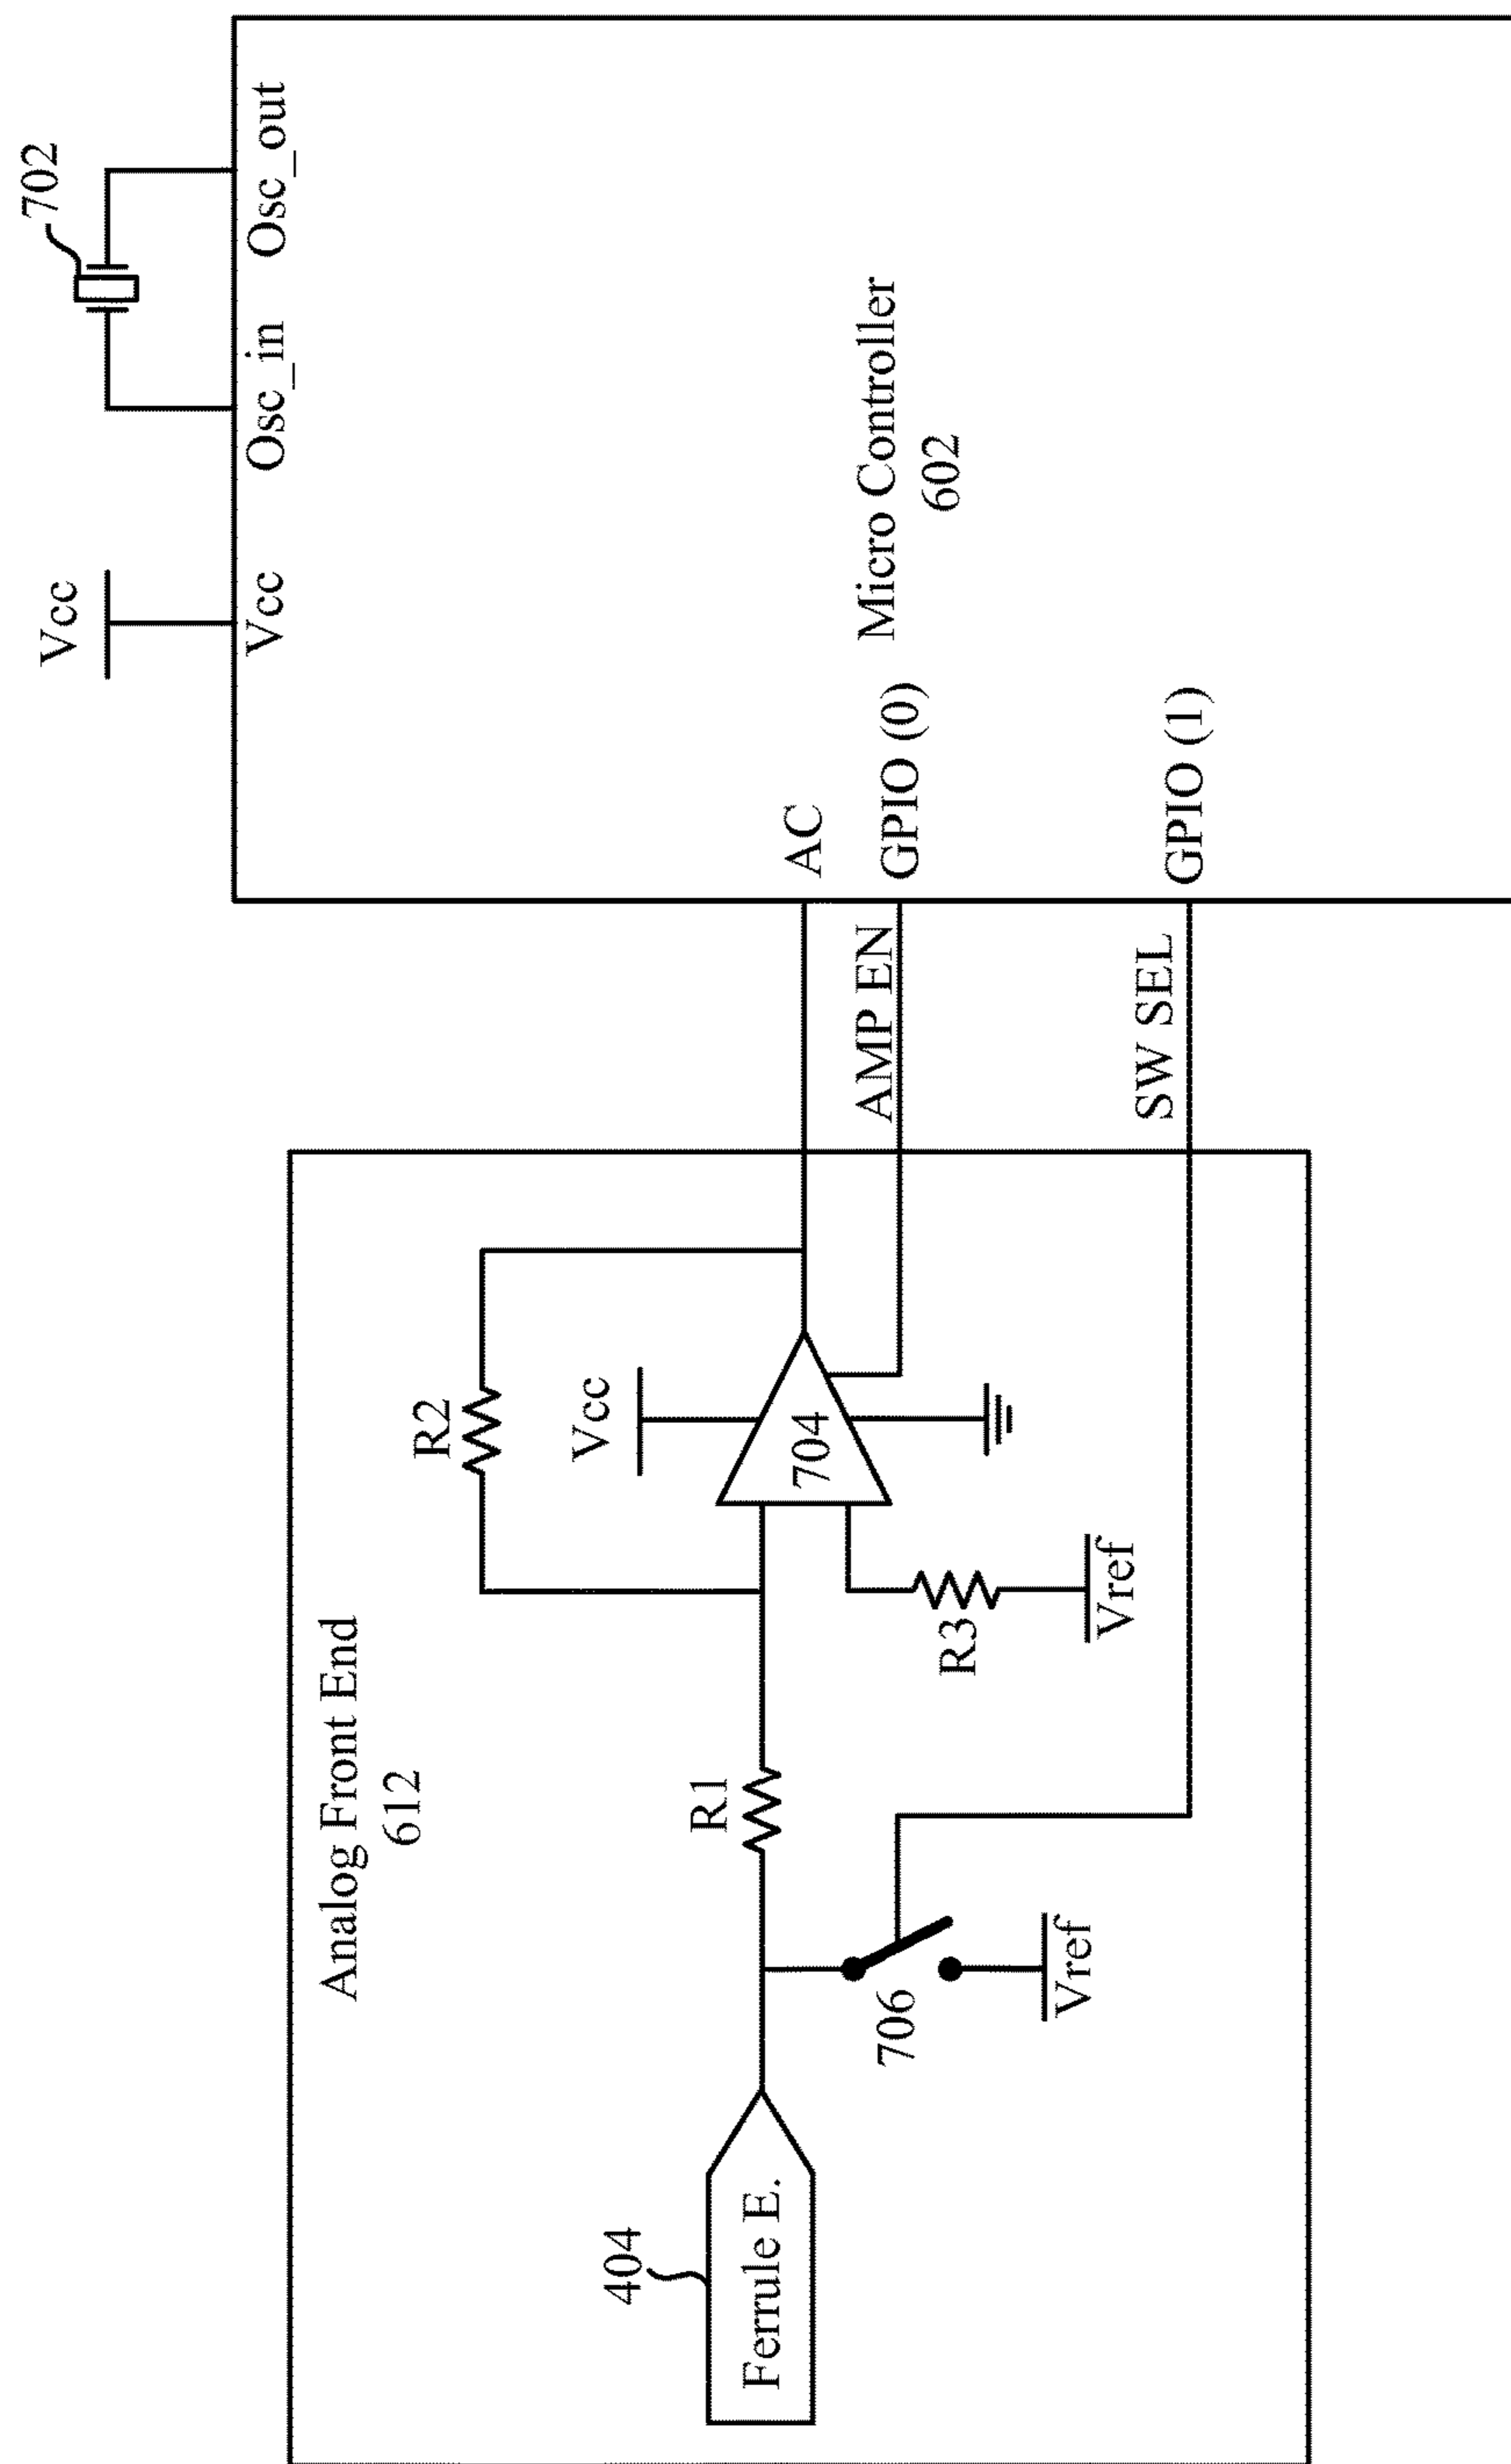 Analog Front End
612
404
Ferrule E.
706
Vref
R1
R2
Vcc
704
R3
Vref
AMP EN
SW SEL
AC
GPIO (0)
GPIO (1)
Micro Controller
602
Vcc
Vcc
Osc_in
Osc_out
702